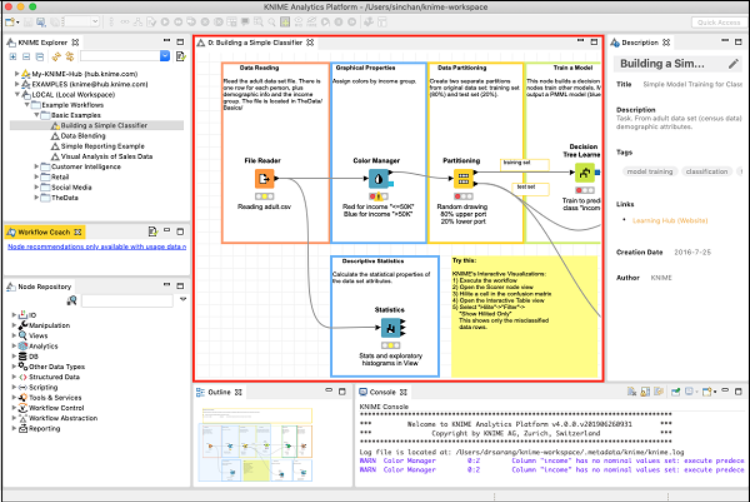 KNIME Analytics Platform - /Users/sinchan/knime-workspace
Quick Access
KNIME Explorer
My-KNIME-Hub (hub.knime.com)
EXAMPLES (knime@hub.knime.com)
LOCAL (Local Workspace)
Example Workflows
Basic Examples
Building a Simple Classifier
Data Blending
Simple Reporting Example
Visual Analysis of Sales Data
Customer Intelligence
Retail
Social Media
TheData
Workflow Coach
Node recommendations only available with usage data n
Node Repository
IO
Manipulation
Views
Analytics
DB
Other Data Types
Structured Data
Scripting
Tools & Services
Workflow Control
Workflow Abstraction
Reporting
0: Building a Simple Classifier
Data Reading
Read the adult data set file. There is
one row for each person, plus
demographic info and the income
group. The file is located in TheData/
Basics/
File Reader
Reading adult.csv
Graphical Properties
Assign colors by income group.
Color Manager
Red for income "<=50K"
Blue for income ">50K"
Data Partitioning
Create two separate partitions
from original data set: training set
(80%) and test set (20%).
Partitioning
Random drawing
80% upper port
20% lower port
training set
test set
Train a Model
This node builds a decision
nodes train other models. M
output a PMML model (blue
Decision
Tree Learne
Train to predic
class "incom
Descriptive Statistics
Calculate the statistical properties of
the data set attributes.
Statistics
Stats and exploratory
histograms in View
Try this:
KNIME's Interactive Visualizations:
1) Execute the workflow
2) Open the Scorer node view
3) Hilite a cell in the confusion matrix
4) Open the Interactive Table view
5) Select "Hilite"->"Filter"->
"Show Hilited Only"
This shows only the misclassified
data rows.
Outline
Console
KNIME Console
*** Welcome to KNIME Analytics Platform v4.0.0.v201906260931 ***
*** Copyright by KNIME AG, Zurich, Switzerland ***
Log file is located at: /Users/drsarang/knime-workspace/.metadata/knime/knime.log
WARN Color Manager 0:2 Column "income" has no nominal values set: execute predece
WARN Color Manager 0:2 Column "income" has no nominal values set: execute predece
Description
Building a Sim...
Title Simple Model Training for Clas
Description
Task. From adult data set (census data)
demographic attributes.
Tags
model training classification
Links
Learning Hub (Website)
Creation Date 2016-7-25
Author KNIME